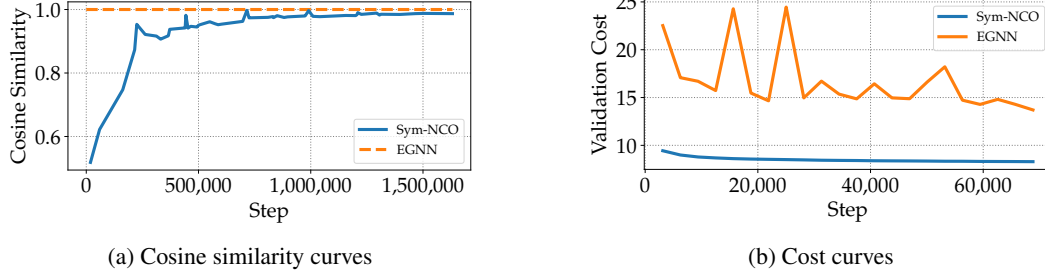 1.0
0.8
0.6
Cosine Similarity
Sym-NCO
EGNN
0
500,000
1,000,000
1,500,000
Step
(a) Cosine similarity curves
25
20
15
10
Validation Cost
Sym-NCO
EGNN
0
20,000
40,000
60,000
Step
(b) Cost curves